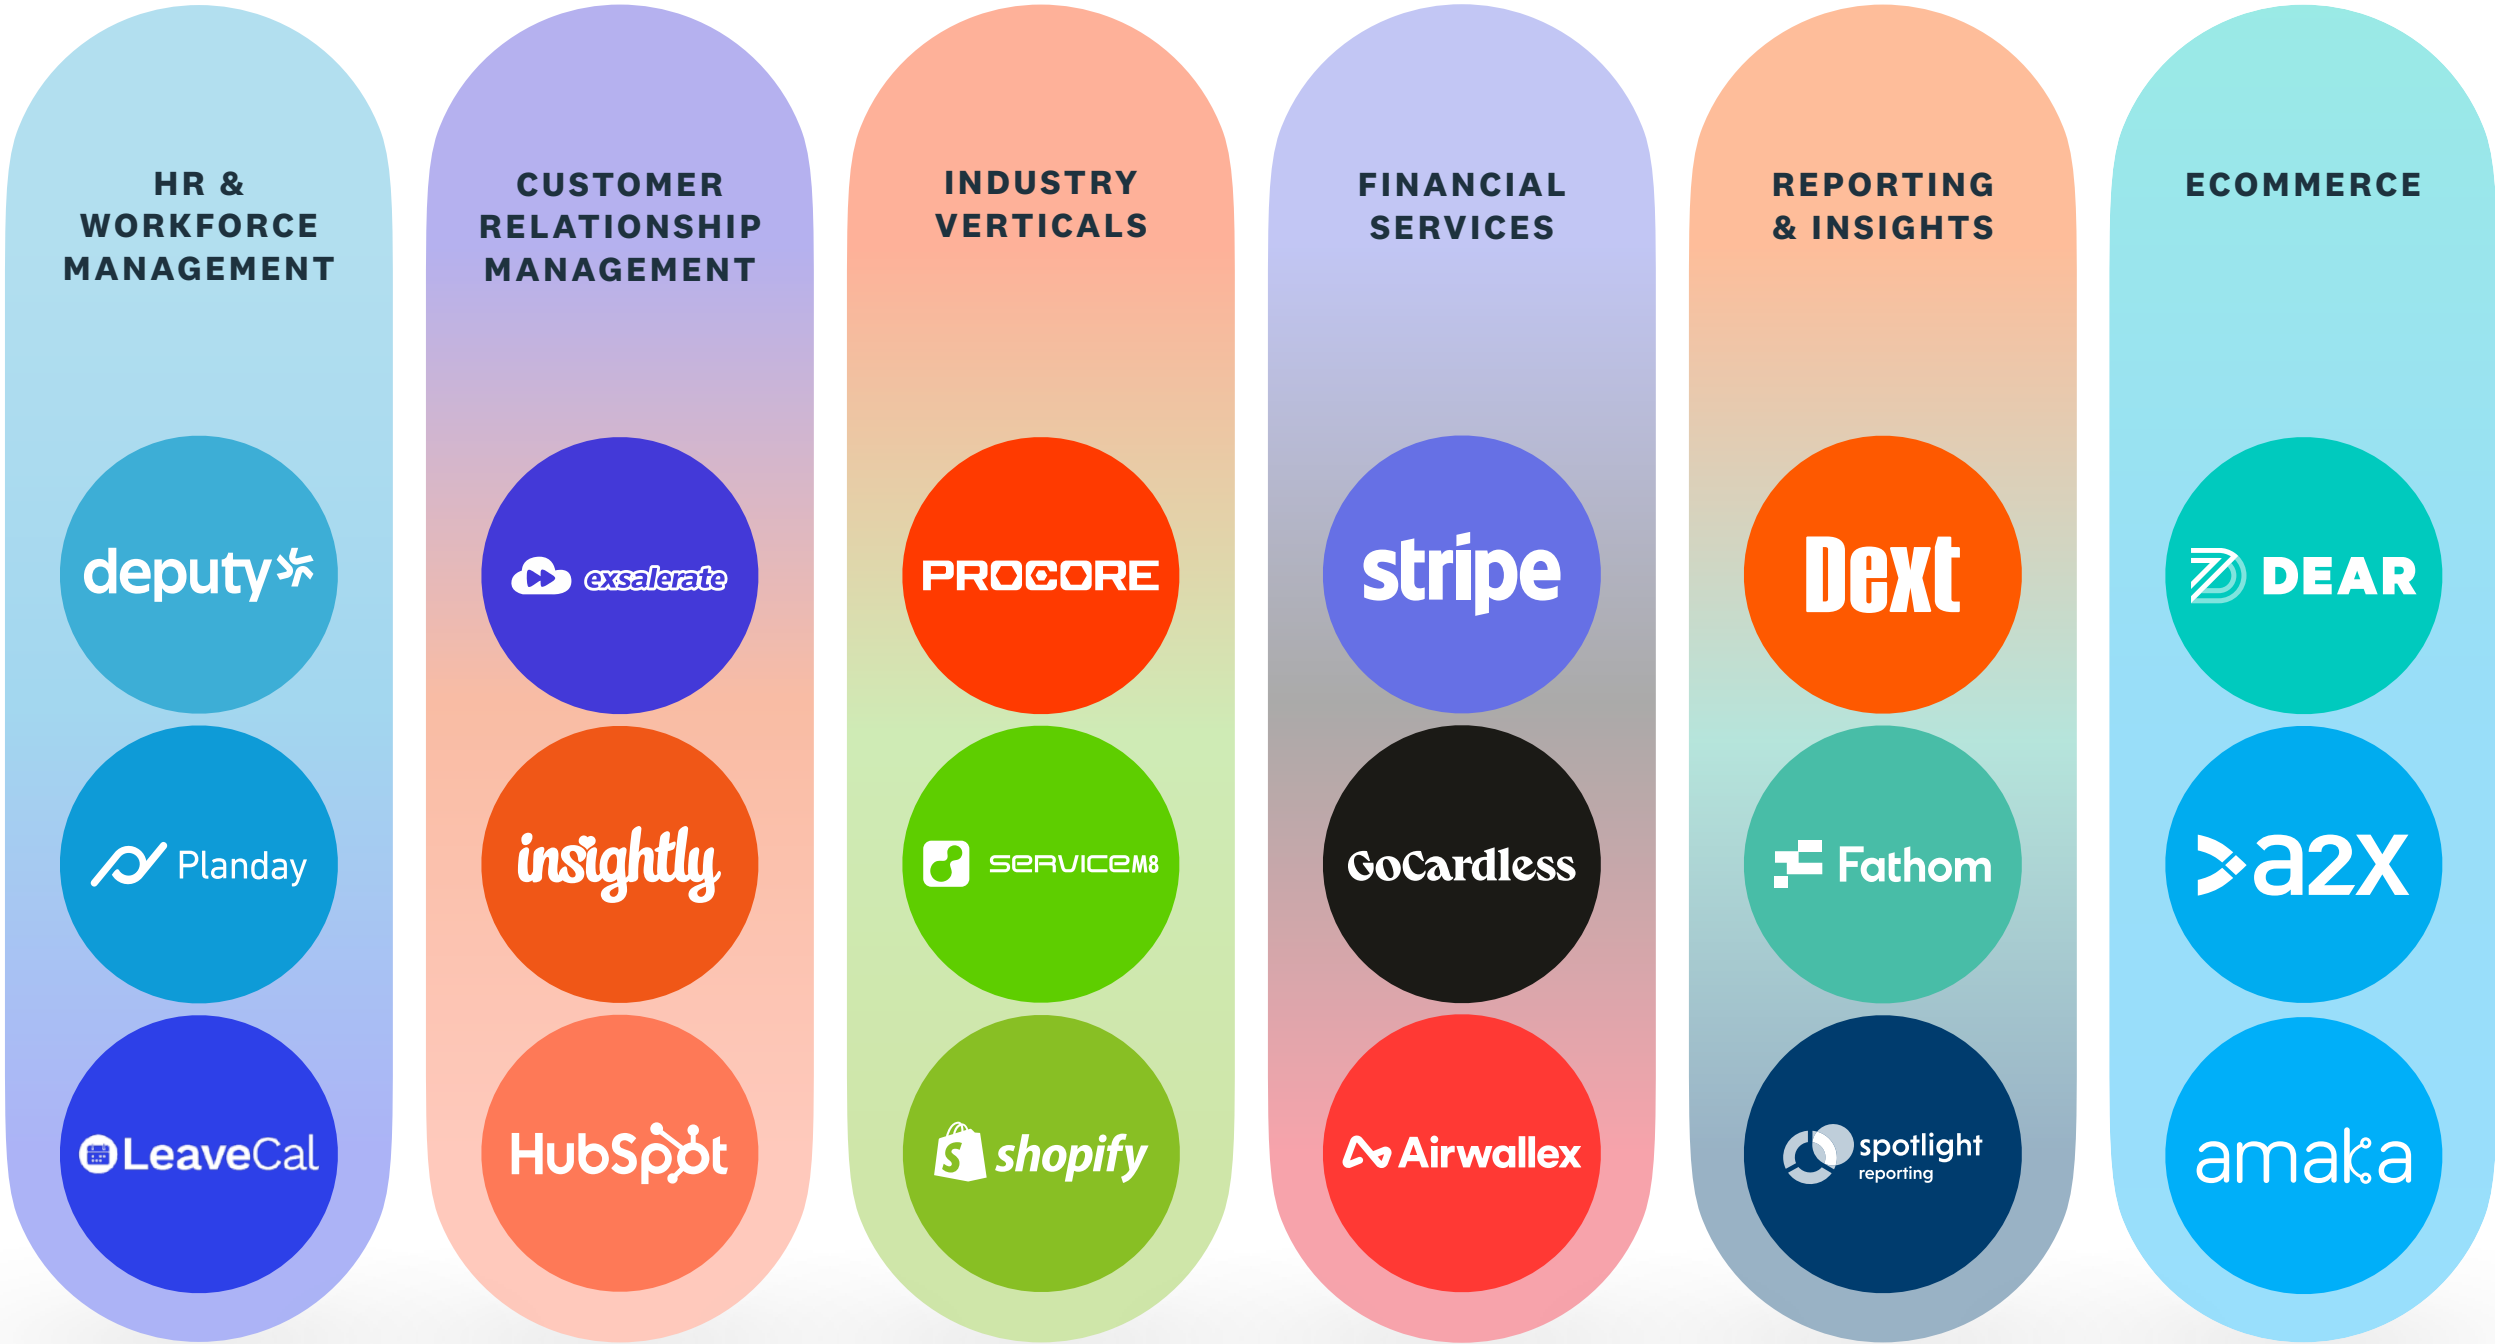 HR &
WORKFORCE
MANAGEMENT
deputy
Planday
LeaveCal
CUSTOMER
RELATIONSHIP
MANAGEMENT
exsalerate
insightly
HubSpot
INDUSTRY
VERTICALS
PROCORE
SERVICEM8
shopify
FINANCIAL
SERVICES
stripe
GoCardless
Airwallex
REPORTING
& INSIGHTS
Dext
Fathom
spotlight
reporting
ECOMMERCE
DEAR
a2x
amaka